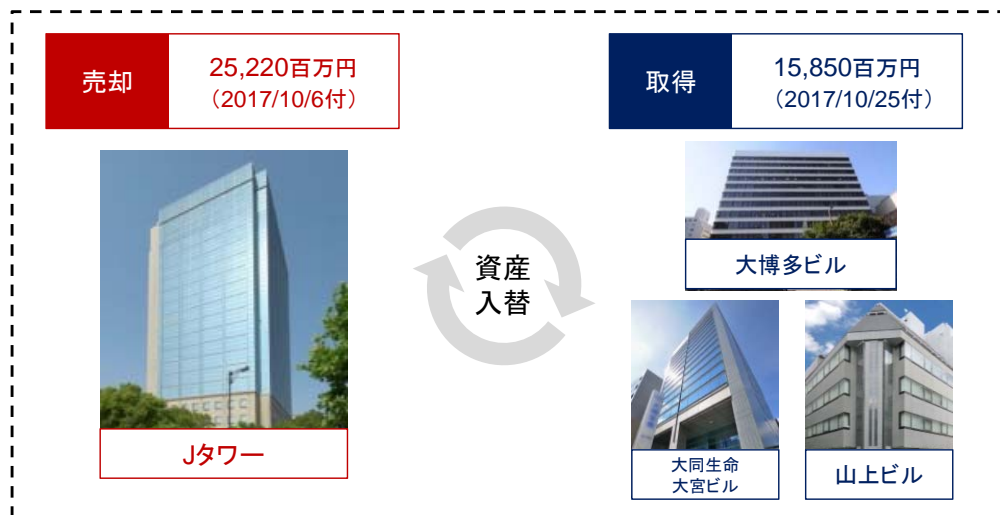 売却
25,220百万円
（2017/10/6付）
取得
15,850百万円
（2017/10/25付）
資産
入替
Jタワー
大博多ビル
大同生命
大宮ビル
山上ビル